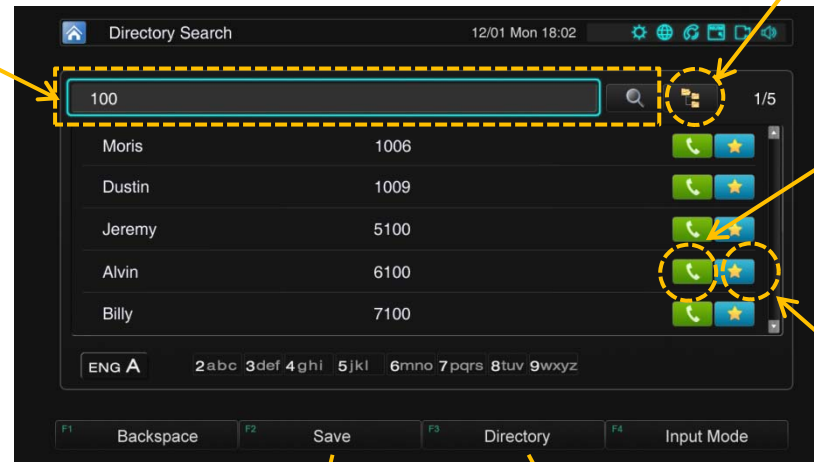 Directory Search 12/01 Mon 18:02
100 1/5
Moris 1006
Dustin 1009
Jeremy 5100
Alvin 6100
Billy 7100
ENG A 2abc 3def 4ghi 5jkl 6mno 7pqrs 8tuv 9wxyz
F1 Backspace F2 Save F3 Directory F4 Input Mode